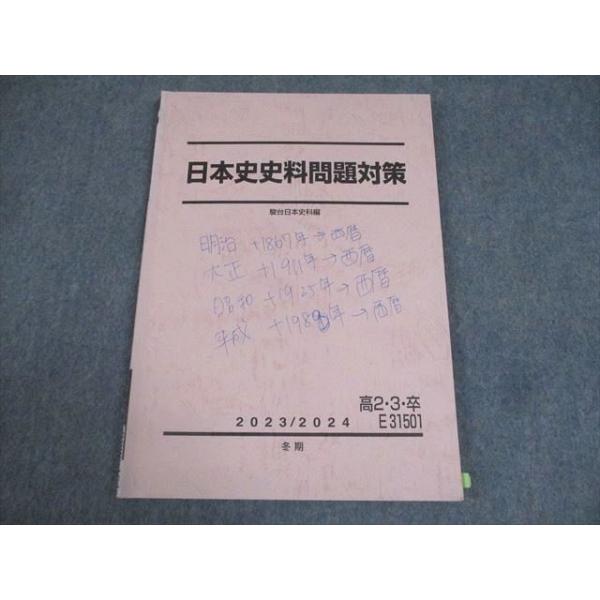 日本史史料問題対策
駿台日本史科編
明治 +1867年→西暦
大正 +1911年→西暦
昭和 +1925年→西暦
平成 +1988年→西暦
高2・3・卒
2023/2024 E31501
冬期